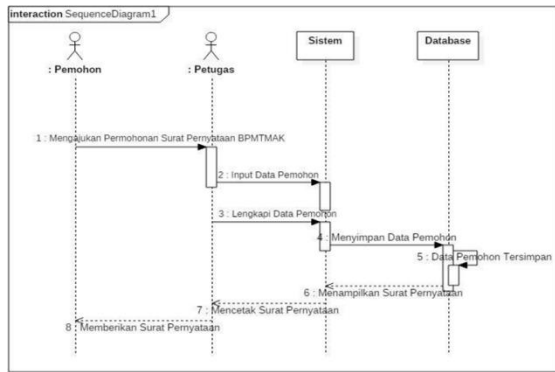 interaction SequenceDiagram1
: Pemohon
: Petugas
Sistem
Database
1 : Mengajukan Permohonan Surat Pernyataan BPMTMAK
2 : Input Data Pemohon
3 : Lengkapi Data Pemohon
4 : Menyimpan Data Pemohon
5 : Data Pemohon Tersimpan
6 : Menampilkan Surat Pernyataan
7 : Mencetak Surat Pernyataan
8 : Memberikan Surat Pernyataan